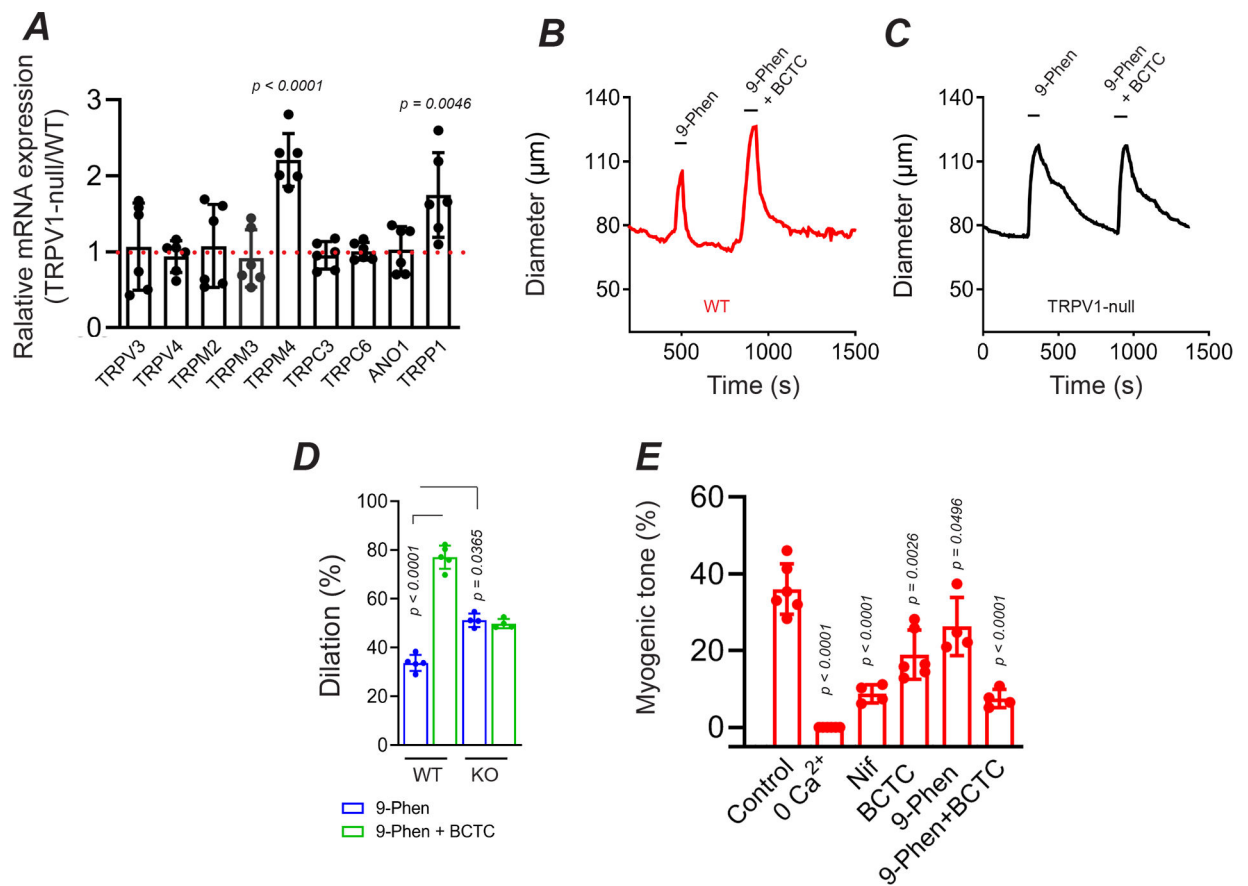 A
Ralative mRNA expression
(TRPV1-null/WT)
3
2
1
0
p < 0.0001
p = 0.0046
TRPV3
TRPV4
TRPM2
TRPM3
TRPM4
TRPC3
TRPC6
ANO1
TRPP1
B
Diameter (µm)
140
110
80
50
9-Phen
9-Phen
+ BCTC
WT
500
1000
1500
Time (s)
C
Diameter (µm)
140
110
80
50
9-Phen
9-Phen
+ BCTC
TRPV1-null
0
500
1000
1500
Time (s)
D
Dilation (%)
100
80
60
40
20
0
p < 0.0001
p = 0.0365
WT
KO
9-Phen
9-Phen + BCTC
E
Myogenic tone (%)
60
40
20
0
p < 0.0001
p < 0.0001
p = 0.0026
p = 0.0496
p < 0.0001
Control
0 Ca²⁺
Nif
BCTC
9-Phen
9-Phen+BCTC